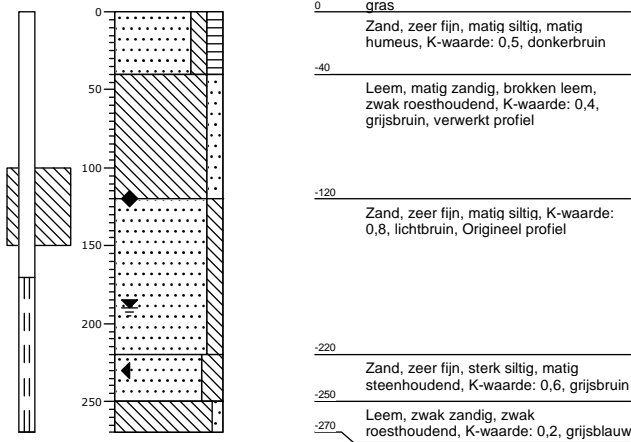 0
50
100
150
200
250
0
gras
Zand, zeer fijn, matig siltig, matig
humeus, K-waarde: 0,5, donkerbruin
-40
Leem, matig zandig, brokken leem,
zwak roesthoudend, K-waarde: 0,4,
grijsbruin, verwerkt profiel
-120
Zand, zeer fijn, matig siltig, K-waarde:
0,8, lichtbruin, Origineel profiel
-220
Zand, zeer fijn, sterk siltig, matig
steenhoudend, K-waarde: 0,6, grijsbruin
-250
Leem, zwak zandig, zwak
roesthoudend, K-waarde: 0,2, grijsblauw
-270